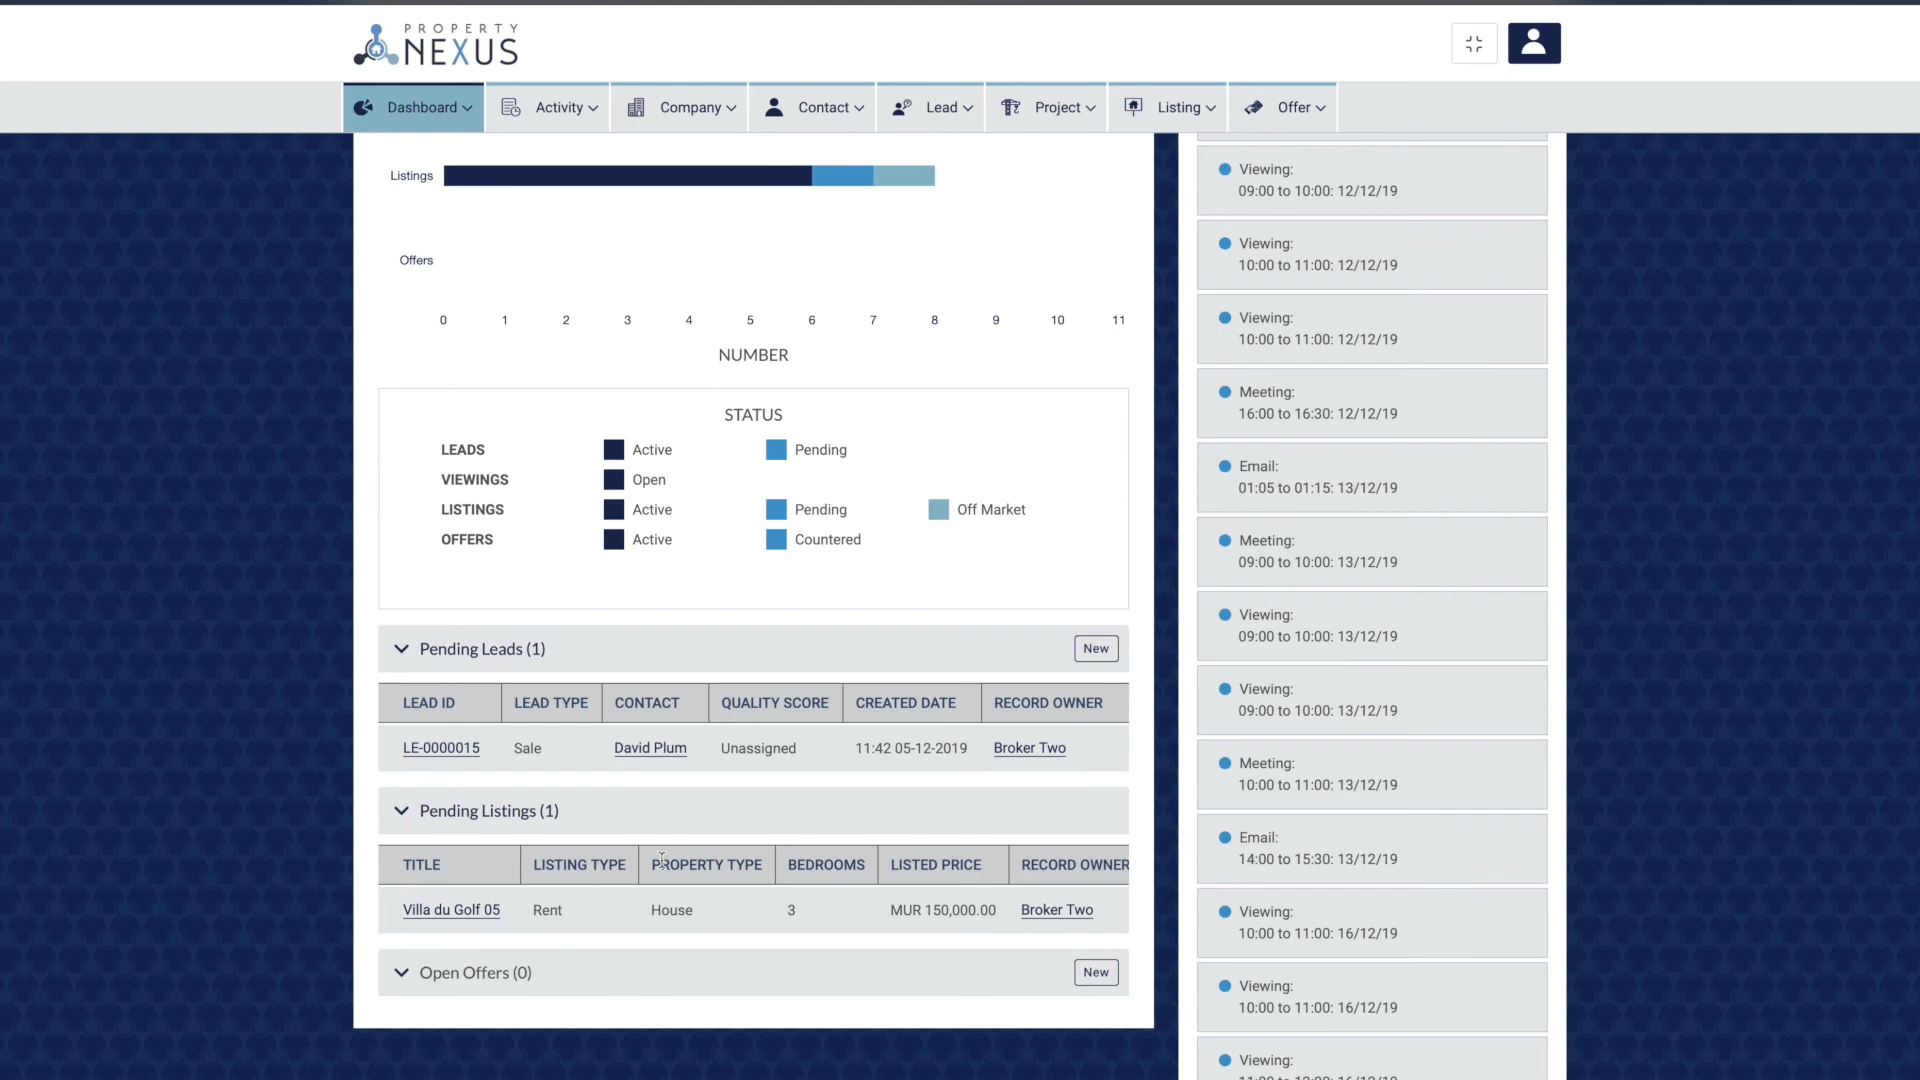 PROPERTY
NEXUS
Dashboard
Activity
Company
Contact
Lead
Project
Listing
Offer
Listings
Offers
0 1 2 3 4 5 6 7 8 9 10 11
NUMBER
STATUS
LEADS Active Pending
VIEWINGS Open
LISTINGS Active Pending Off Market
OFFERS Active Countered
Pending Leads (1) New
LEAD ID LEAD TYPE CONTACT QUALITY SCORE CREATED DATE RECORD OWNER
LE-0000015 Sale David Plum Unassigned 11:42 05-12-2019 Broker Two
Pending Listings (1)
TITLE LISTING TYPE PROPERTY TYPE BEDROOMS LISTED PRICE RECORD OWNER
Villa du Golf 05 Rent House 3 MUR 150,000.00 Broker Two
Open Offers (0) New
Viewing:
09:00 to 10:00: 12/12/19
Viewing:
10:00 to 11:00: 12/12/19
Viewing:
10:00 to 11:00: 12/12/19
Meeting:
16:00 to 16:30: 12/12/19
Email:
01:05 to 01:15: 13/12/19
Meeting:
09:00 to 10:00: 13/12/19
Viewing:
09:00 to 10:00: 13/12/19
Viewing:
09:00 to 10:00: 13/12/19
Meeting:
10:00 to 11:00: 13/12/19
Email:
14:00 to 15:30: 13/12/19
Viewing:
10:00 to 11:00: 16/12/19
Viewing:
10:00 to 11:00: 16/12/19
Viewing: